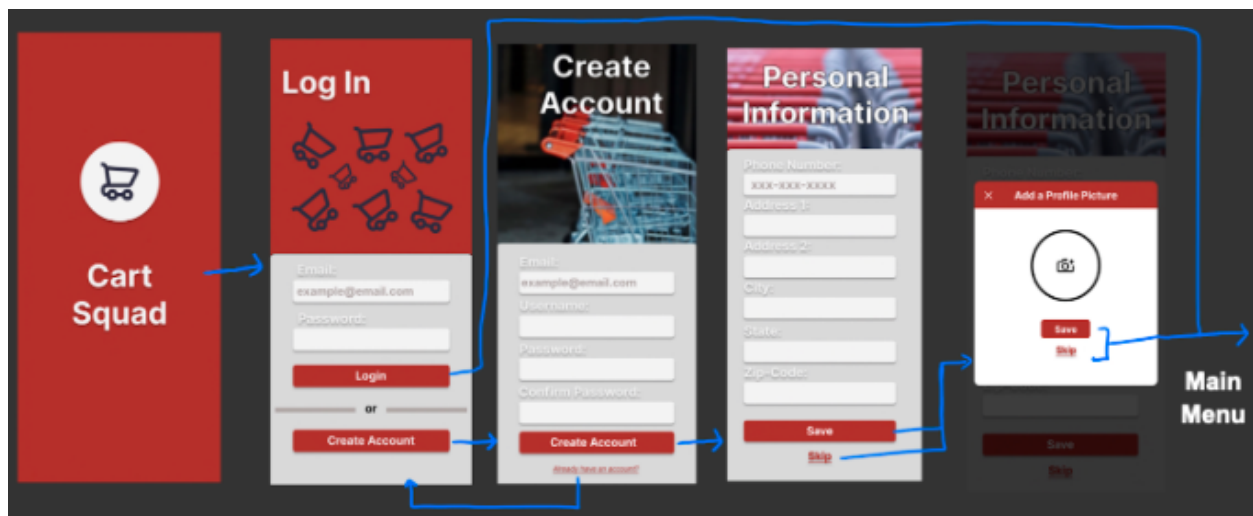 Cart
Squad
Log In
Email:
example@email.com
Password:
Login
or
Create Account
Create
Account
Email:
example@email.com
Username:
Password:
Confirm Password:
Create Account
Already have an account?
Personal
Information
Phone Number:
xxx-xxx-xxxx
Address 1:
Address 2:
City:
State:
Zip-Code:
Save
Skip
Personal
Information
Phone Number:
× Add a Profile Picture
Save
Skip
Save
Skip
Main
Menu